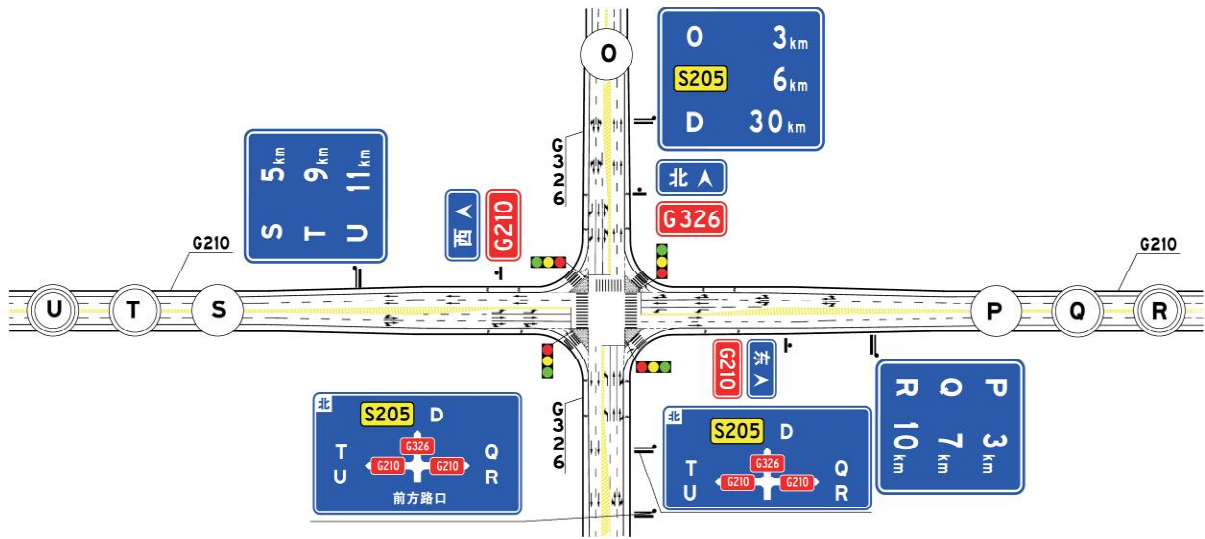 O
O 3km
S205 6km
D 30km
G326
北
G326
S 5km
T 9km
U 11km
西
G210
G210
G210
U
T
S
P
Q
R
G210
东
P 3km
Q 7km
R 10km
G326
北
S205 D
T Q
G326
U G210 G210 R
前方路口
北
S205 D
T Q
G326
U G210 G210 R